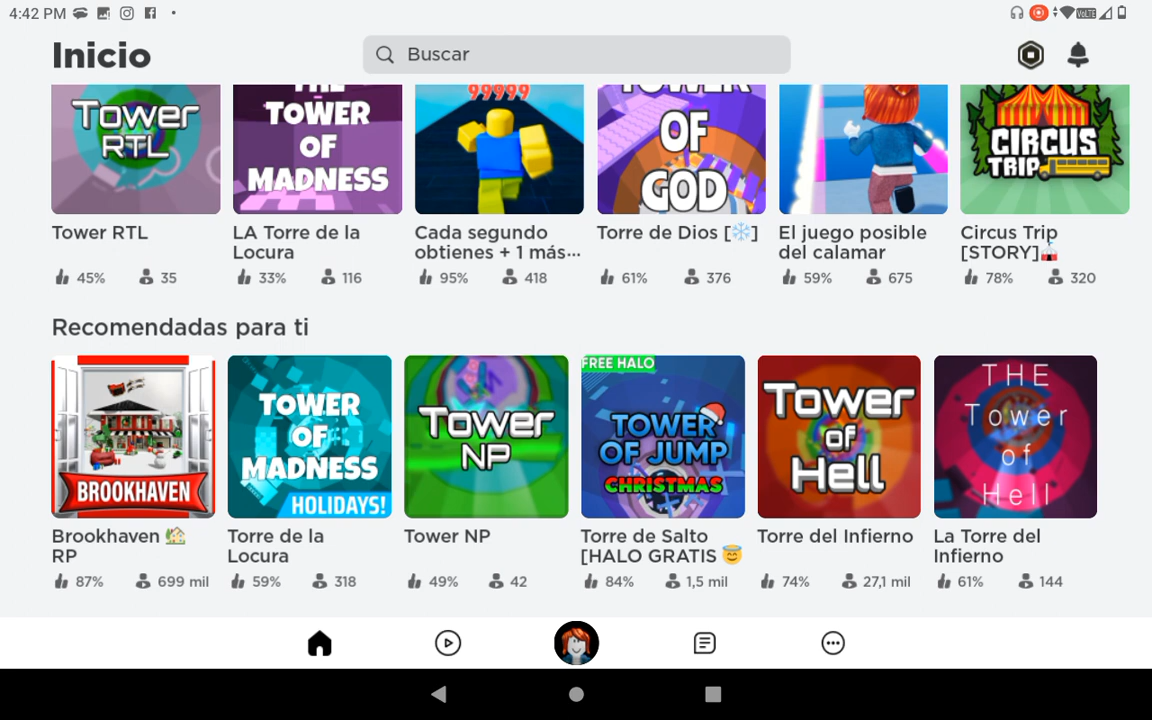 4:42 PM
VoLTE
Inicio
Buscar
Tower
RTL
THE
TOWER
OF
MADNESS
99999
TOWER
OF
GOD
CIRCUS
TRIP
Tower RTL
LA Torre de la
Locura
Cada segundo
obtienes + 1 más...
Torre de Dios [❄️]
El juego posible
del calamar
Circus Trip
[STORY]🎪
45% 35
33% 116
95% 418
61% 376
59% 675
78% 320
Recomendadas para ti
BROOKHAVEN
TOWER
OF
MADNESS
HOLIDAYS!
Tower
NP
FREE HALO
TOWER
OF JUMP
CHRISTMAS
Tower
of
Hell
THE
Tower
of
Hell
Brookhaven 🏡
RP
Torre de la
Locura
Tower NP
Torre de Salto
[HALO GRATIS 😇
Torre del Infierno
La Torre del
Infierno
87% 699 mil
59% 318
49% 42
84% 1,5 mil
74% 27,1 mil
61% 144